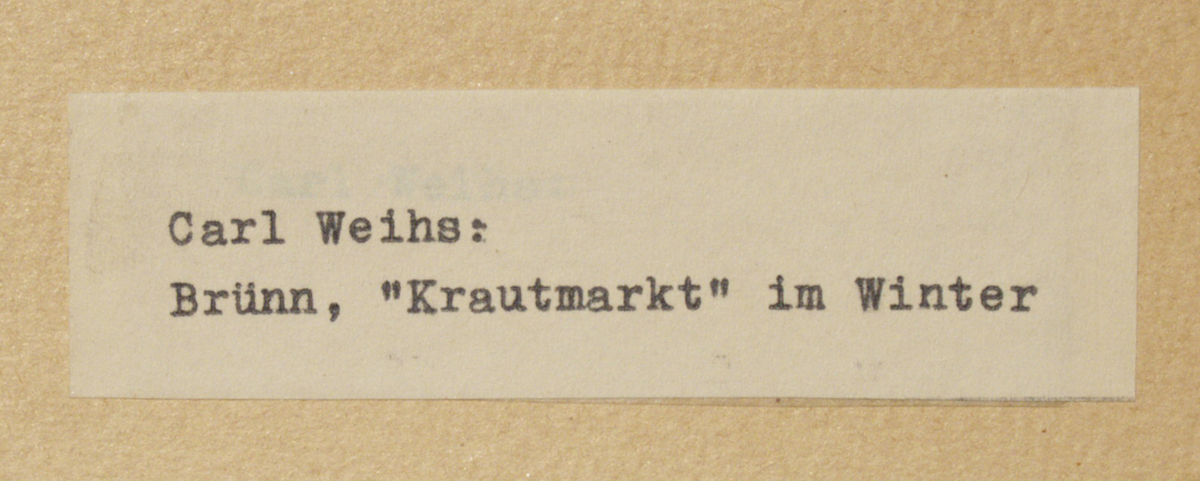 Carl Weihs:
Brünn, "Krautmarkt" im Winter